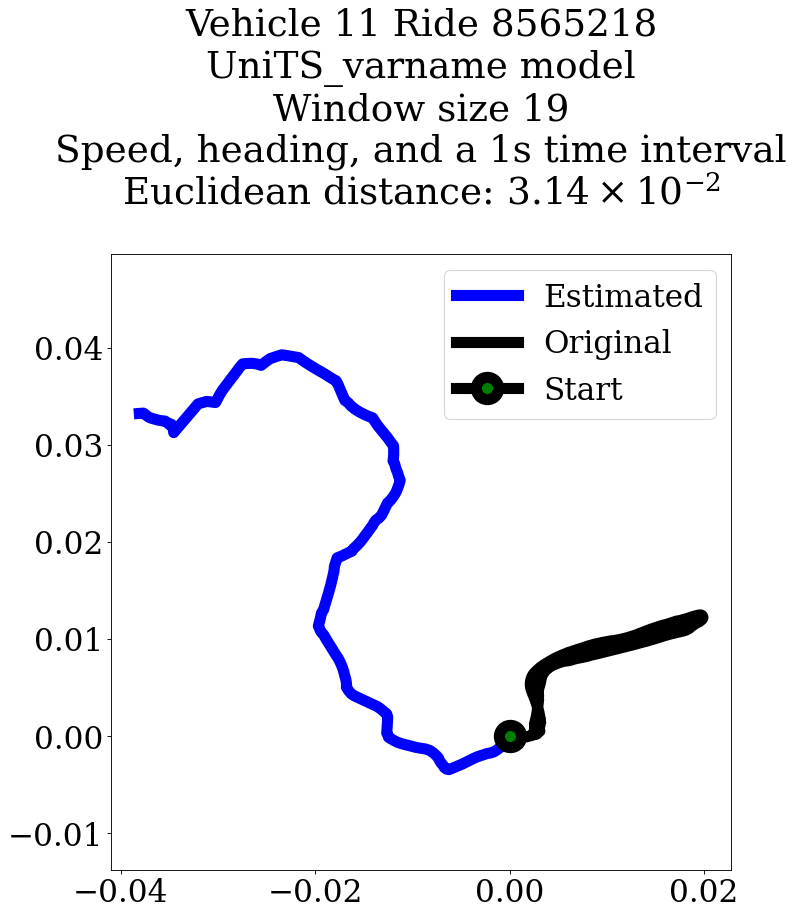 Vehicle 11 Ride 8565218
UniTS_varname model
Window size 19
Speed, heading, and a 1s time interval
Euclidean distance: 3.14 × 10⁻²
Estimated
Original
Start
0.04
0.03
0.02
0.01
0.00
−0.01
−0.04
−0.02
0.00
0.02